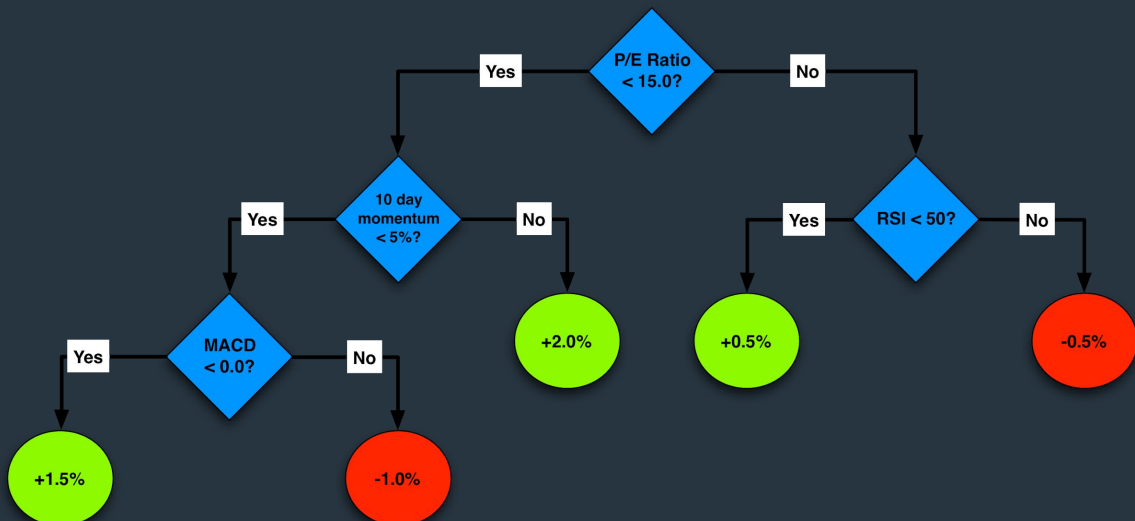 P/E Ratio
< 15.0?
Yes
No
10 day
momentum
< 5%?
Yes
No
RSI < 50?
Yes
No
MACD
< 0.0?
Yes
No
+2.0%
+0.5%
-0.5%
+1.5%
-1.0%